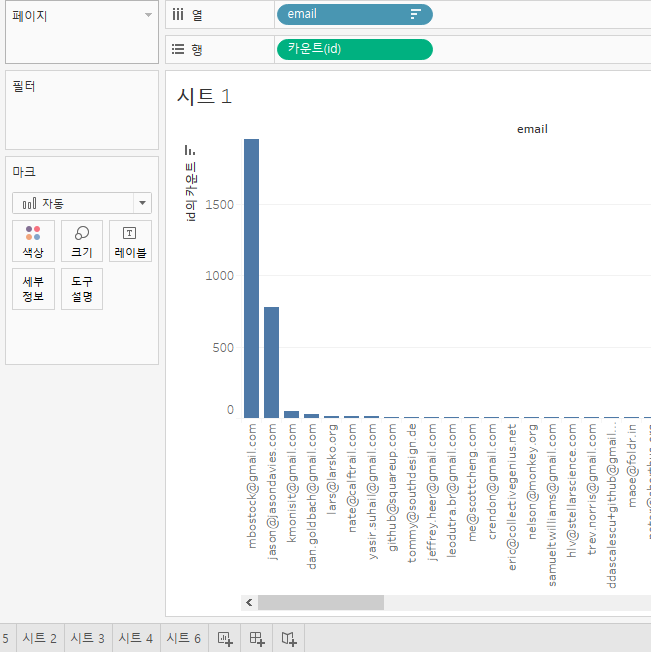 페이지
열
email
행
카운트(id)
필터
시트 1
email
마크
자동
색상
크기
레이블
세부
정보
도구
설명
id의 카운트
1500
1000
500
0
mbostock@gmail.com
jason@jasondavies.com
kmonisit@gmail.com
dan.goldbach@gmail.com
lars@larsko.org
nate@calftrail.com
yasir.suhail@gmail.com
github@squareup.com
tommy@southdesign.de
jeffrey.heer@gmail.com
leodutra.br@gmail.com
me@scottcheng.com
crendon@gmail.com
eric@collectivegenius.net
nelson@monkey.org
samueltwilliams@gmail.com
hlv@stellarscience.com
trev.norris@gmail.com
ddascalescu+github@gmail...
maoe@foldr.in
5
시트 2
시트 3
시트 4
시트 6